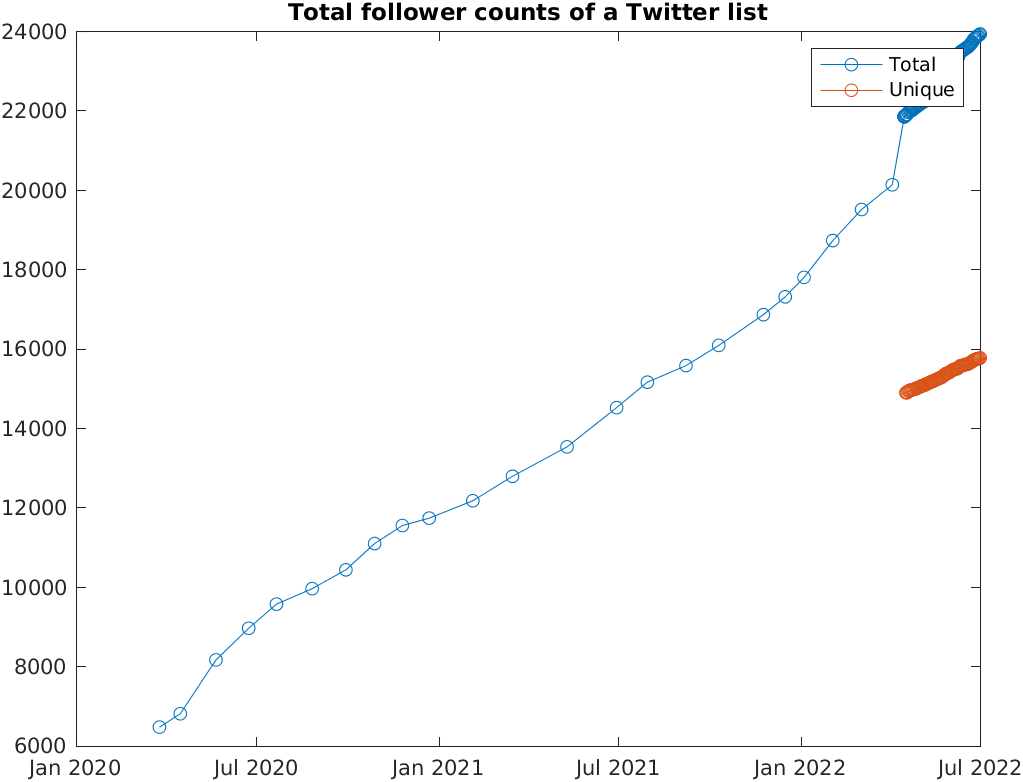 Total follower counts of a Twitter list
24000
22000
20000
18000
16000
14000
12000
10000
8000
6000
Total
Unique
Jan 2020 Jul 2020 Jan 2021 Jul 2021 Jan 2022 Jul 2022